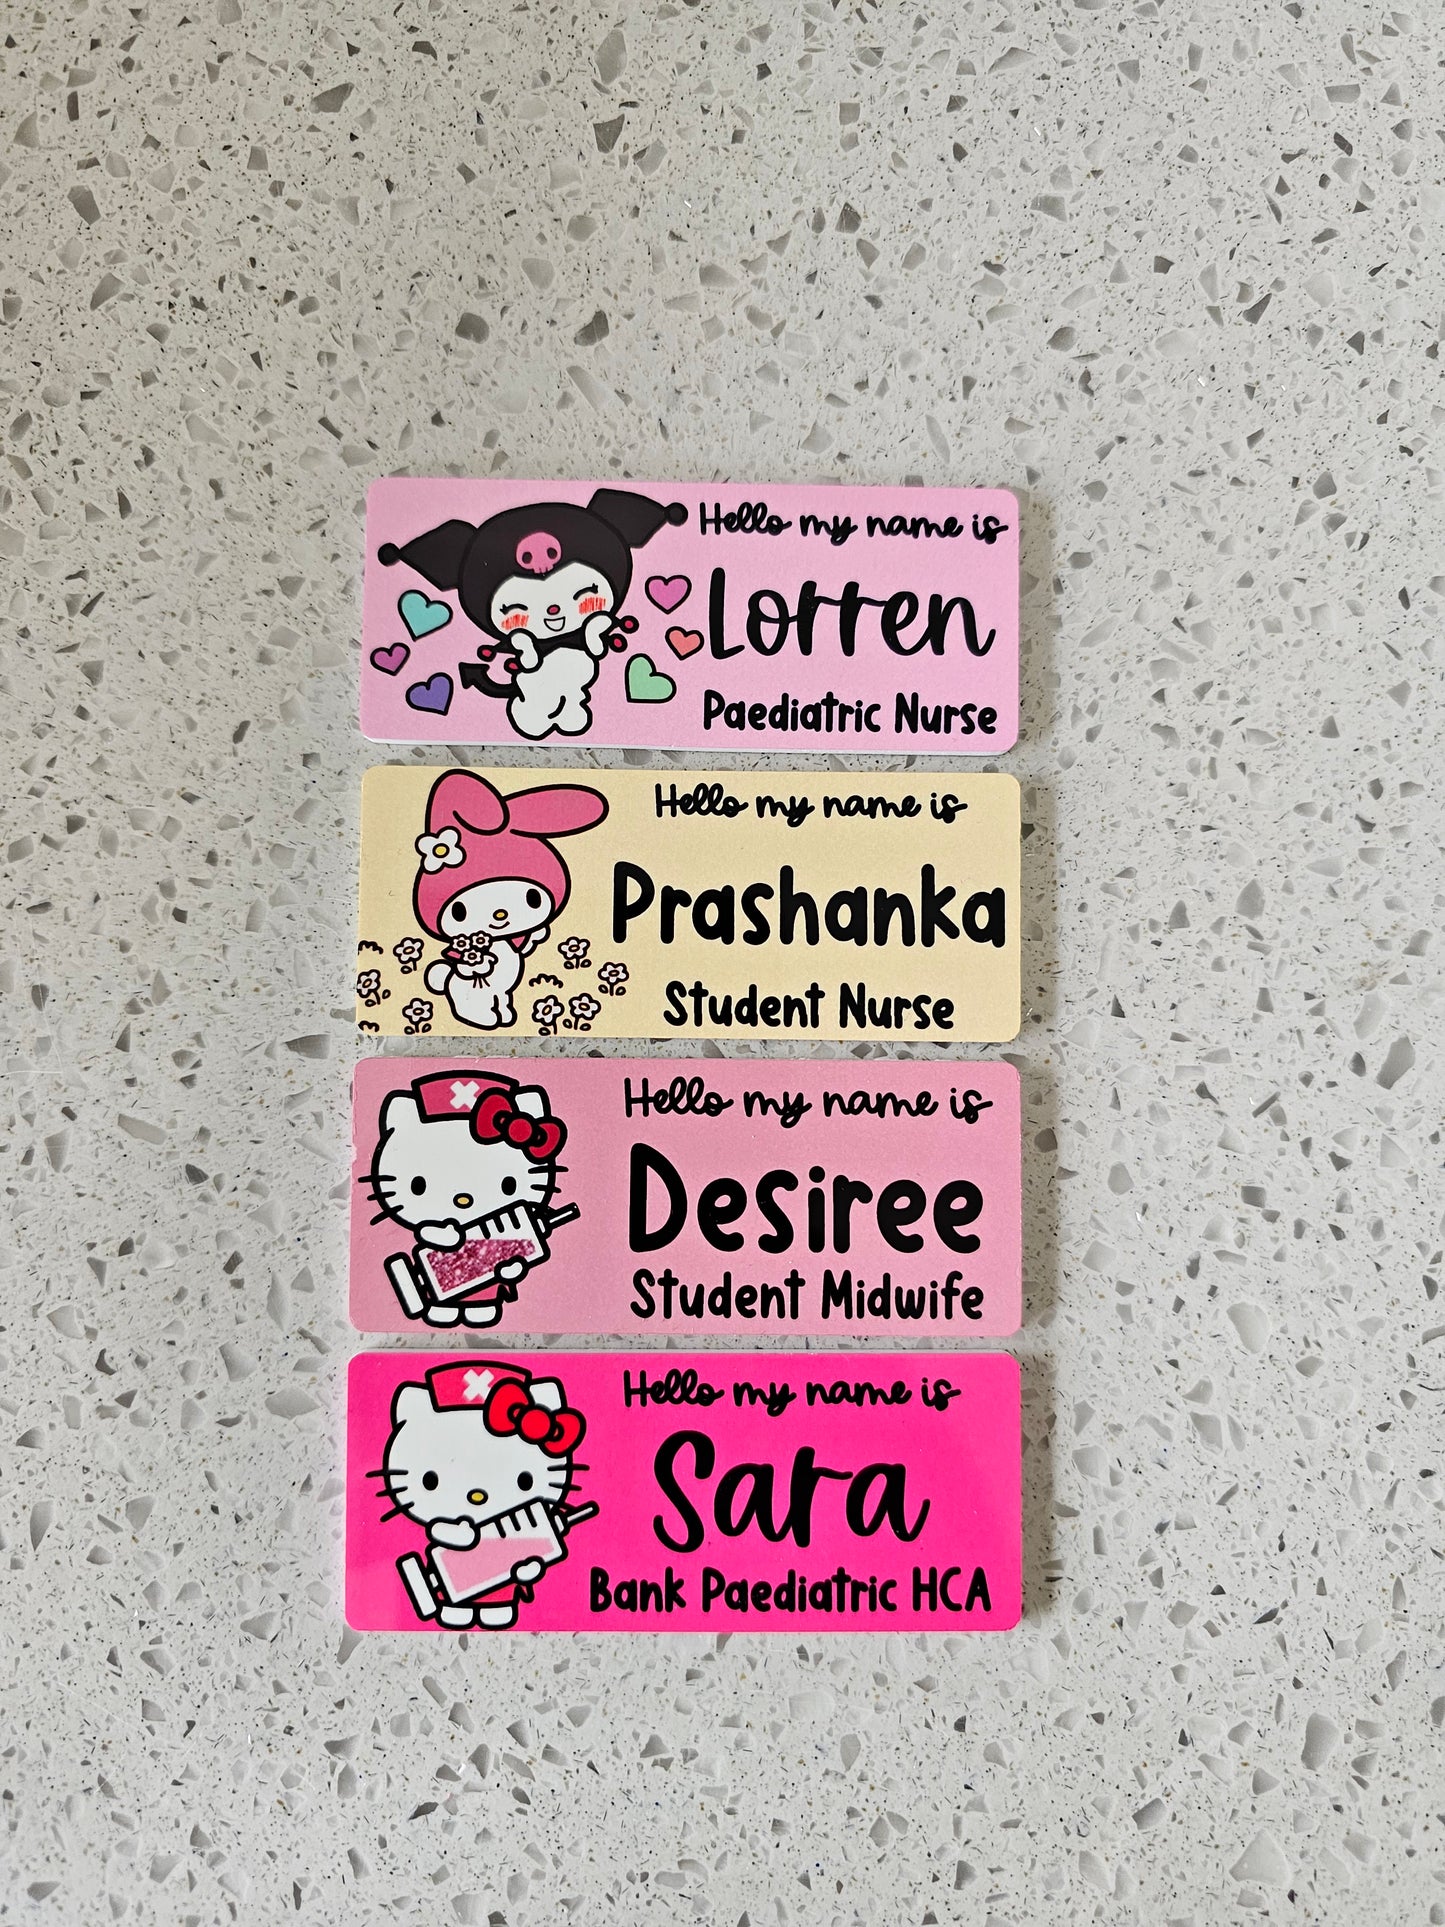 Hello my name is
Lorren
Paediatric Nurse
Hello my name is
Prashanka
Student Nurse
Hello my name is
Desiree
Student Midwife
Hello my name is
Sara
Bank Paediatric HCA